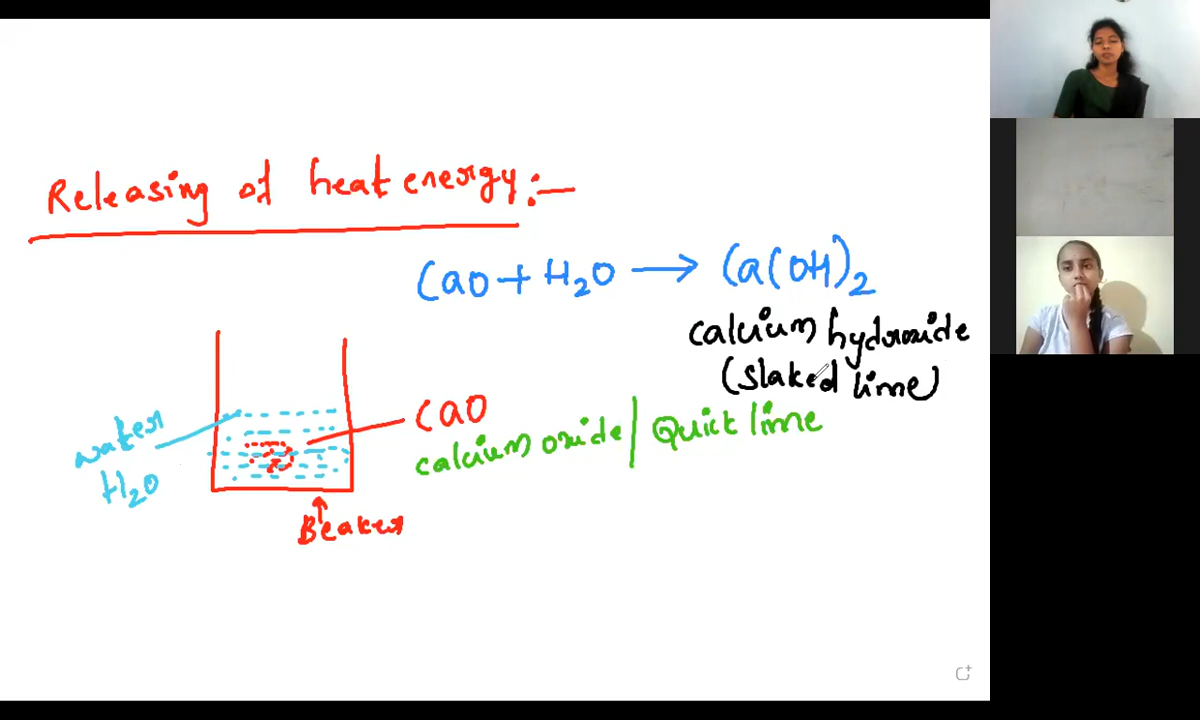 Releasing of heat energy :-
CaO + H2O → Ca(OH)2
calcium hydroxide
(Slaked lime)
CaO
calcium oxide / Quick lime
water
H2O
Beaker